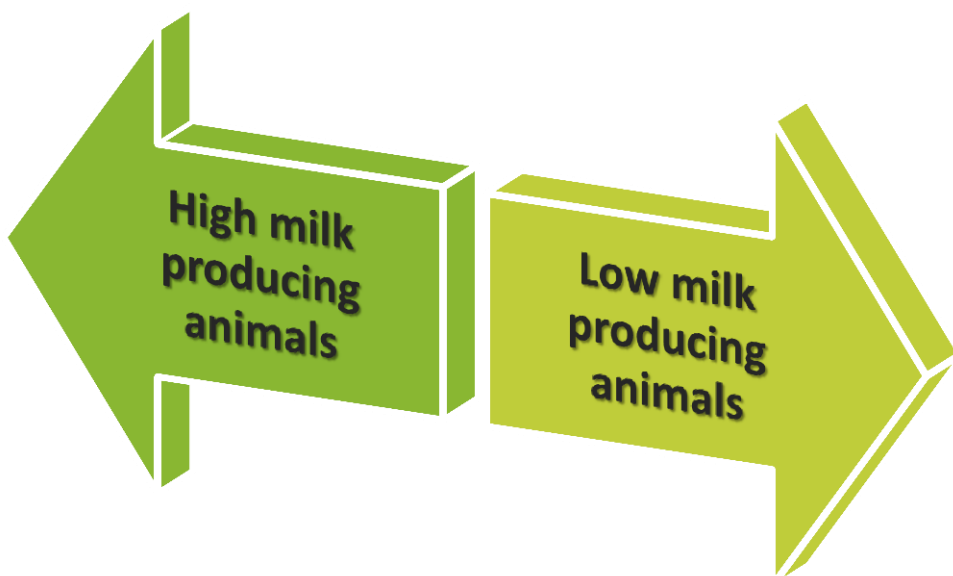 High milk
producing
animals
Low milk
producing
animals